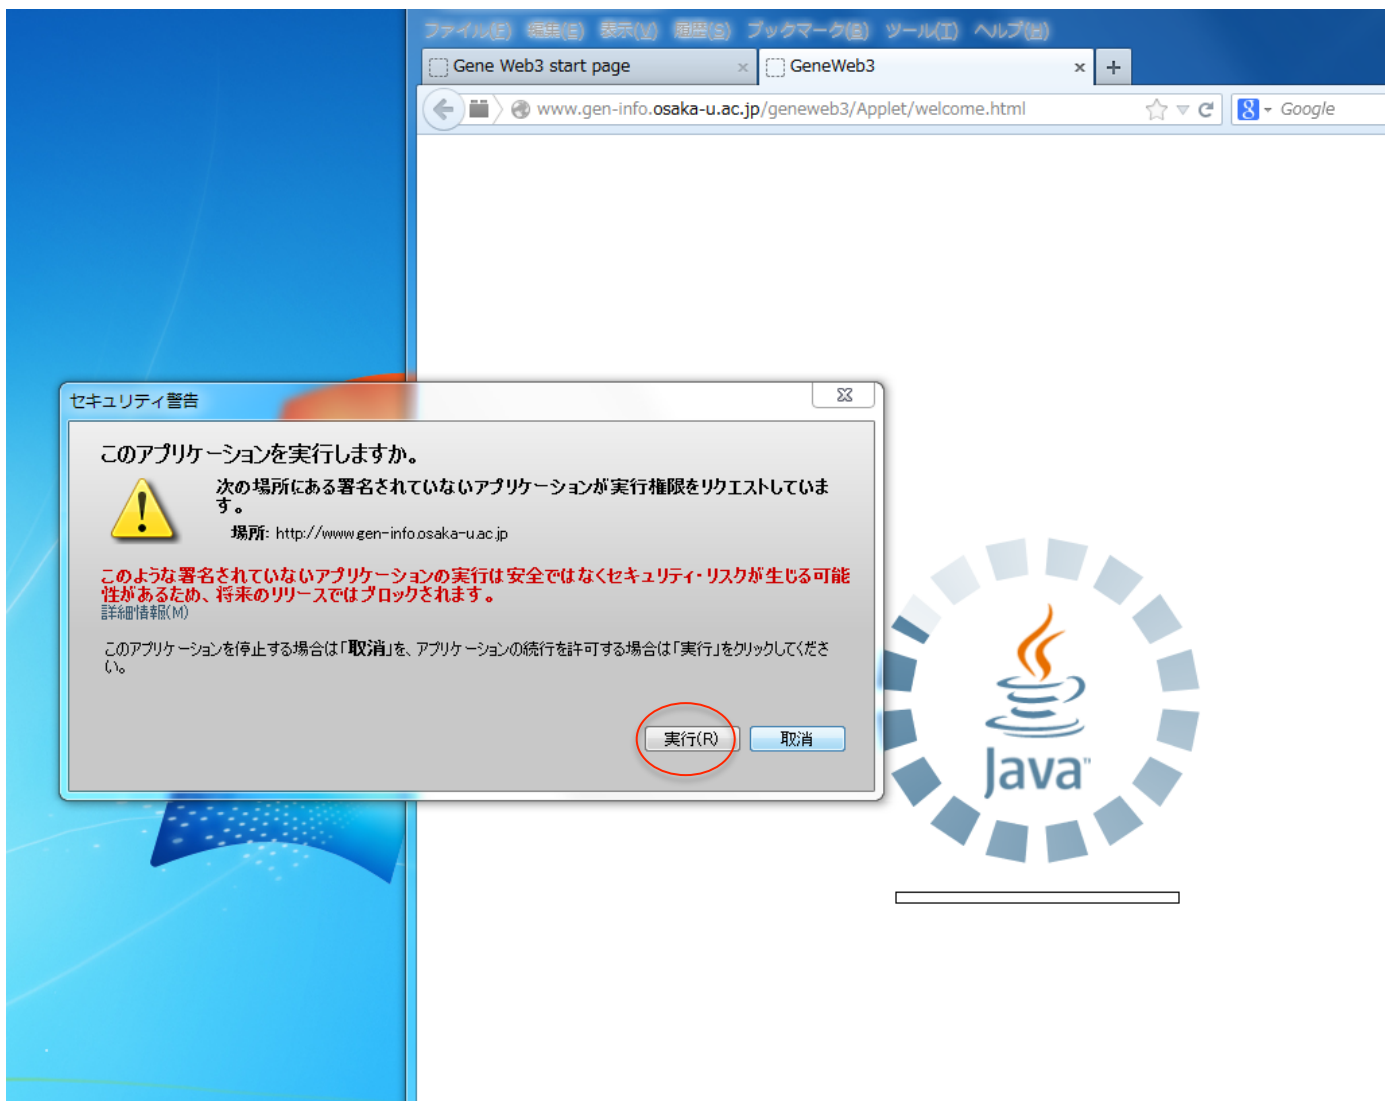 ファイル(F) 編集(E) 表示(V) 履歴(S) ブックマーク(B) ツール(T) ヘルプ(H)
Gene Web3 start page × GeneWeb3 × +
www.gen-info.osaka-u.ac.jp/geneweb3/Applet/welcome.html 8 Google
セキュリティ警告
このアプリケーションを実行しますか。
次の場所にある署名されていないアプリケーションが実行権限をリクエストしていま
す。
場所: http://www.gen-info.osaka-u.ac.jp
このような署名されていないアプリケーションの実行は安全ではなくセキュリティ・リスクが生じる可能
性があるため、将来のリリースではブロックされます。
詳細情報(M)
このアプリケーションを停止する場合は「取消」を、アプリケーションの続行を許可する場合は「実行」をクリックしてくださ
い。
実行(R) 取消
Java™